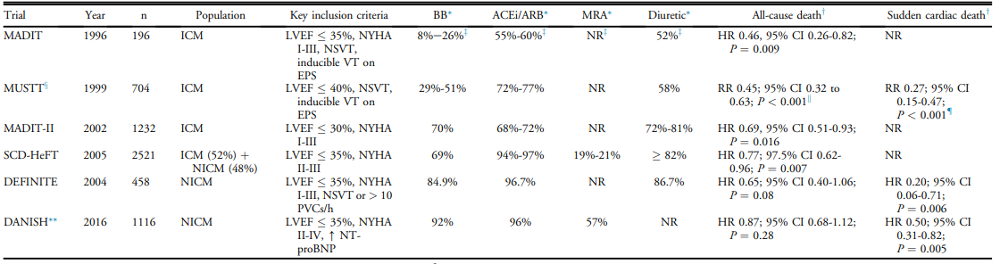 Trial Year n Population Key inclusion criteria BB* ACEi/ARB* MRA* Diuretic* All-cause death† Sudden cardiac death†
MADIT 1996 196 ICM LVEF ≤ 35%, NYHA 8%–26%‡ 55%-60%‡ NR‡ 52%‡ HR 0.46, 95% CI 0.26-0.82; NR
I-III, NSVT, P = 0.009
inducible VT on
EPS
MUSTT§ 1999 704 ICM LVEF ≤ 40%, NSVT, 29%-51% 72%-77% NR 58% RR 0.45; 95% CI 0.32 to RR 0.27; 95% CI
inducible VT on 0.63; P < 0.001‖ 0.15-0.47;
EPS P < 0.001¶
MADIT-II 2002 1232 ICM LVEF ≤ 30%, NYHA 70% 68%-72% NR 72%-81% HR 0.69, 95% CI 0.51-0.93; NR
I-III P = 0.016
SCD-HeFT 2005 2521 ICM (52%) + LVEF ≤ 35%, NYHA 69% 94%-97% 19%-21% ≥ 82% HR 0.77; 97.5% CI 0.62- NR
NICM (48%) II-III 0.96; P = 0.007
DEFINITE 2004 458 NICM LVEF ≤ 35%, NYHA 84.9% 96.7% NR 86.7% HR 0.65; 95% CI 0.40-1.06; HR 0.20; 95% CI
I-III, NSVT or > 10 P = 0.08 0.06-0.71;
PVCs/h P = 0.006
DANISH** 2016 1116 NICM LVEF ≤ 35%, NYHA 92% 96% 57% NR HR 0.87; 95% CI 0.68-1.12; HR 0.50; 95% CI
II-IV, ↑ NT- P = 0.28 0.31-0.82;
proBNP P = 0.005